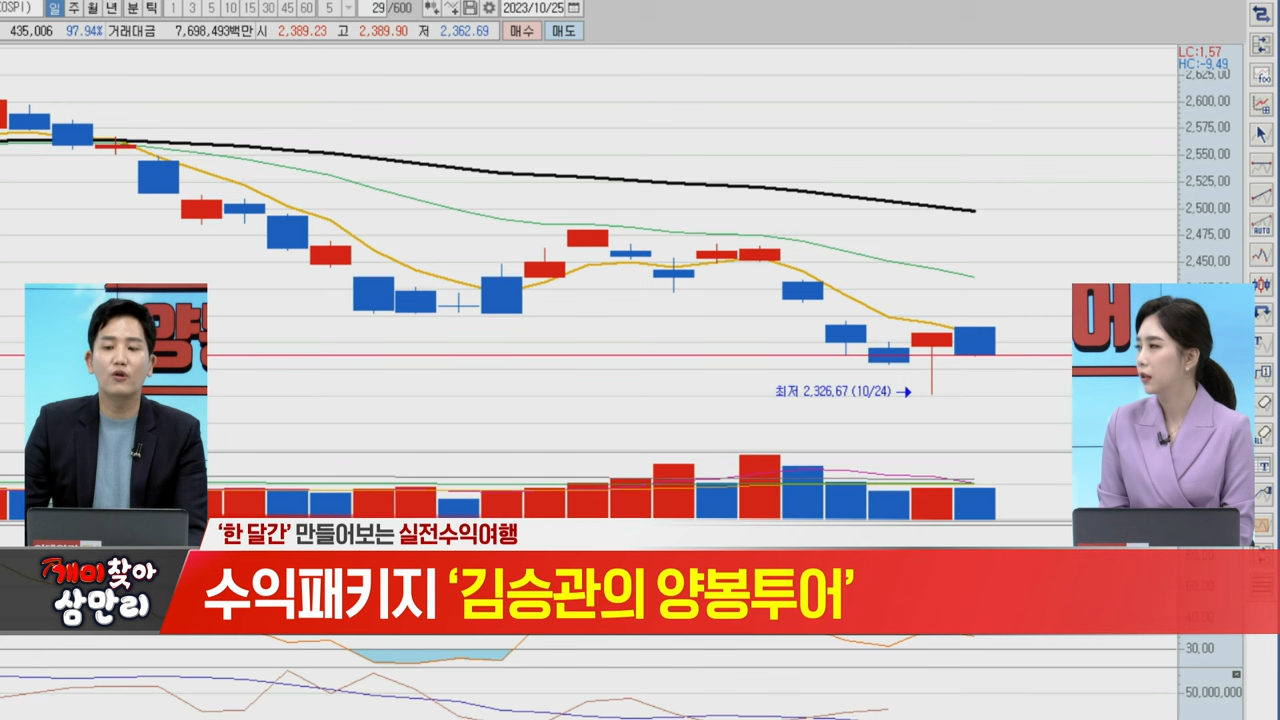 OSPI)
일 주 월 년 분 틱 1 3 5 10 15 30 45 60 5 29 /600 2023/10/25
435,006 97.94% 거래대금 7,698,493백만 시 2,389.23 고 2,389.90 저 2,362.69 매수 매도
LC:1.57
HC:-9.49
2,625.00
2,600.00
2,575.00
2,550.00
2,525.00
2,500.00
2,475.00
2,450.00
AUTO
최저 2,326.67 (10/24)
양
어
'한 달간' 만들어보는 실전수익여행
개미찾아
삼만리
수익패키지 '김승관의 양봉투어'
30.00
50,000,000